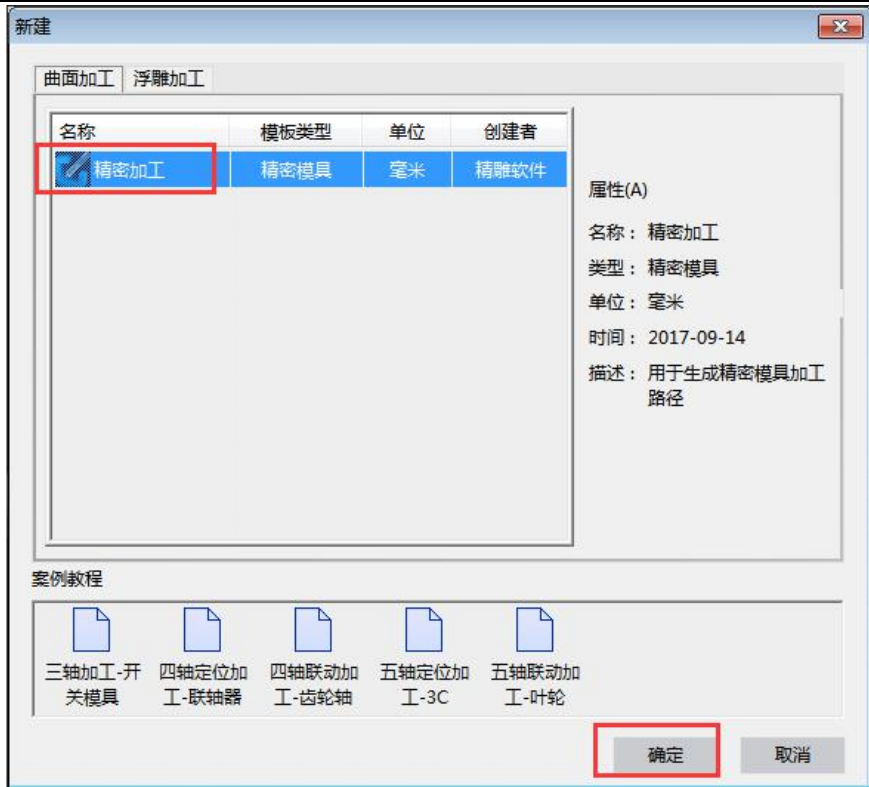 新建
曲面加工 浮雕加工
名称 模板类型 单位 创建者
精密加工 精密模具 毫米 精雕软件
属性(A)
名称： 精密加工
类型： 精密模具
单位： 毫米
时间： 2017-09-14
描述： 用于生成精密模具加工
路径
案例教程
三轴加工-开
关模具
四轴定位加
工-联轴器
四轴联动加
工-齿轮轴
五轴定位加
工-3C
五轴联动加
工-叶轮
确定 取消